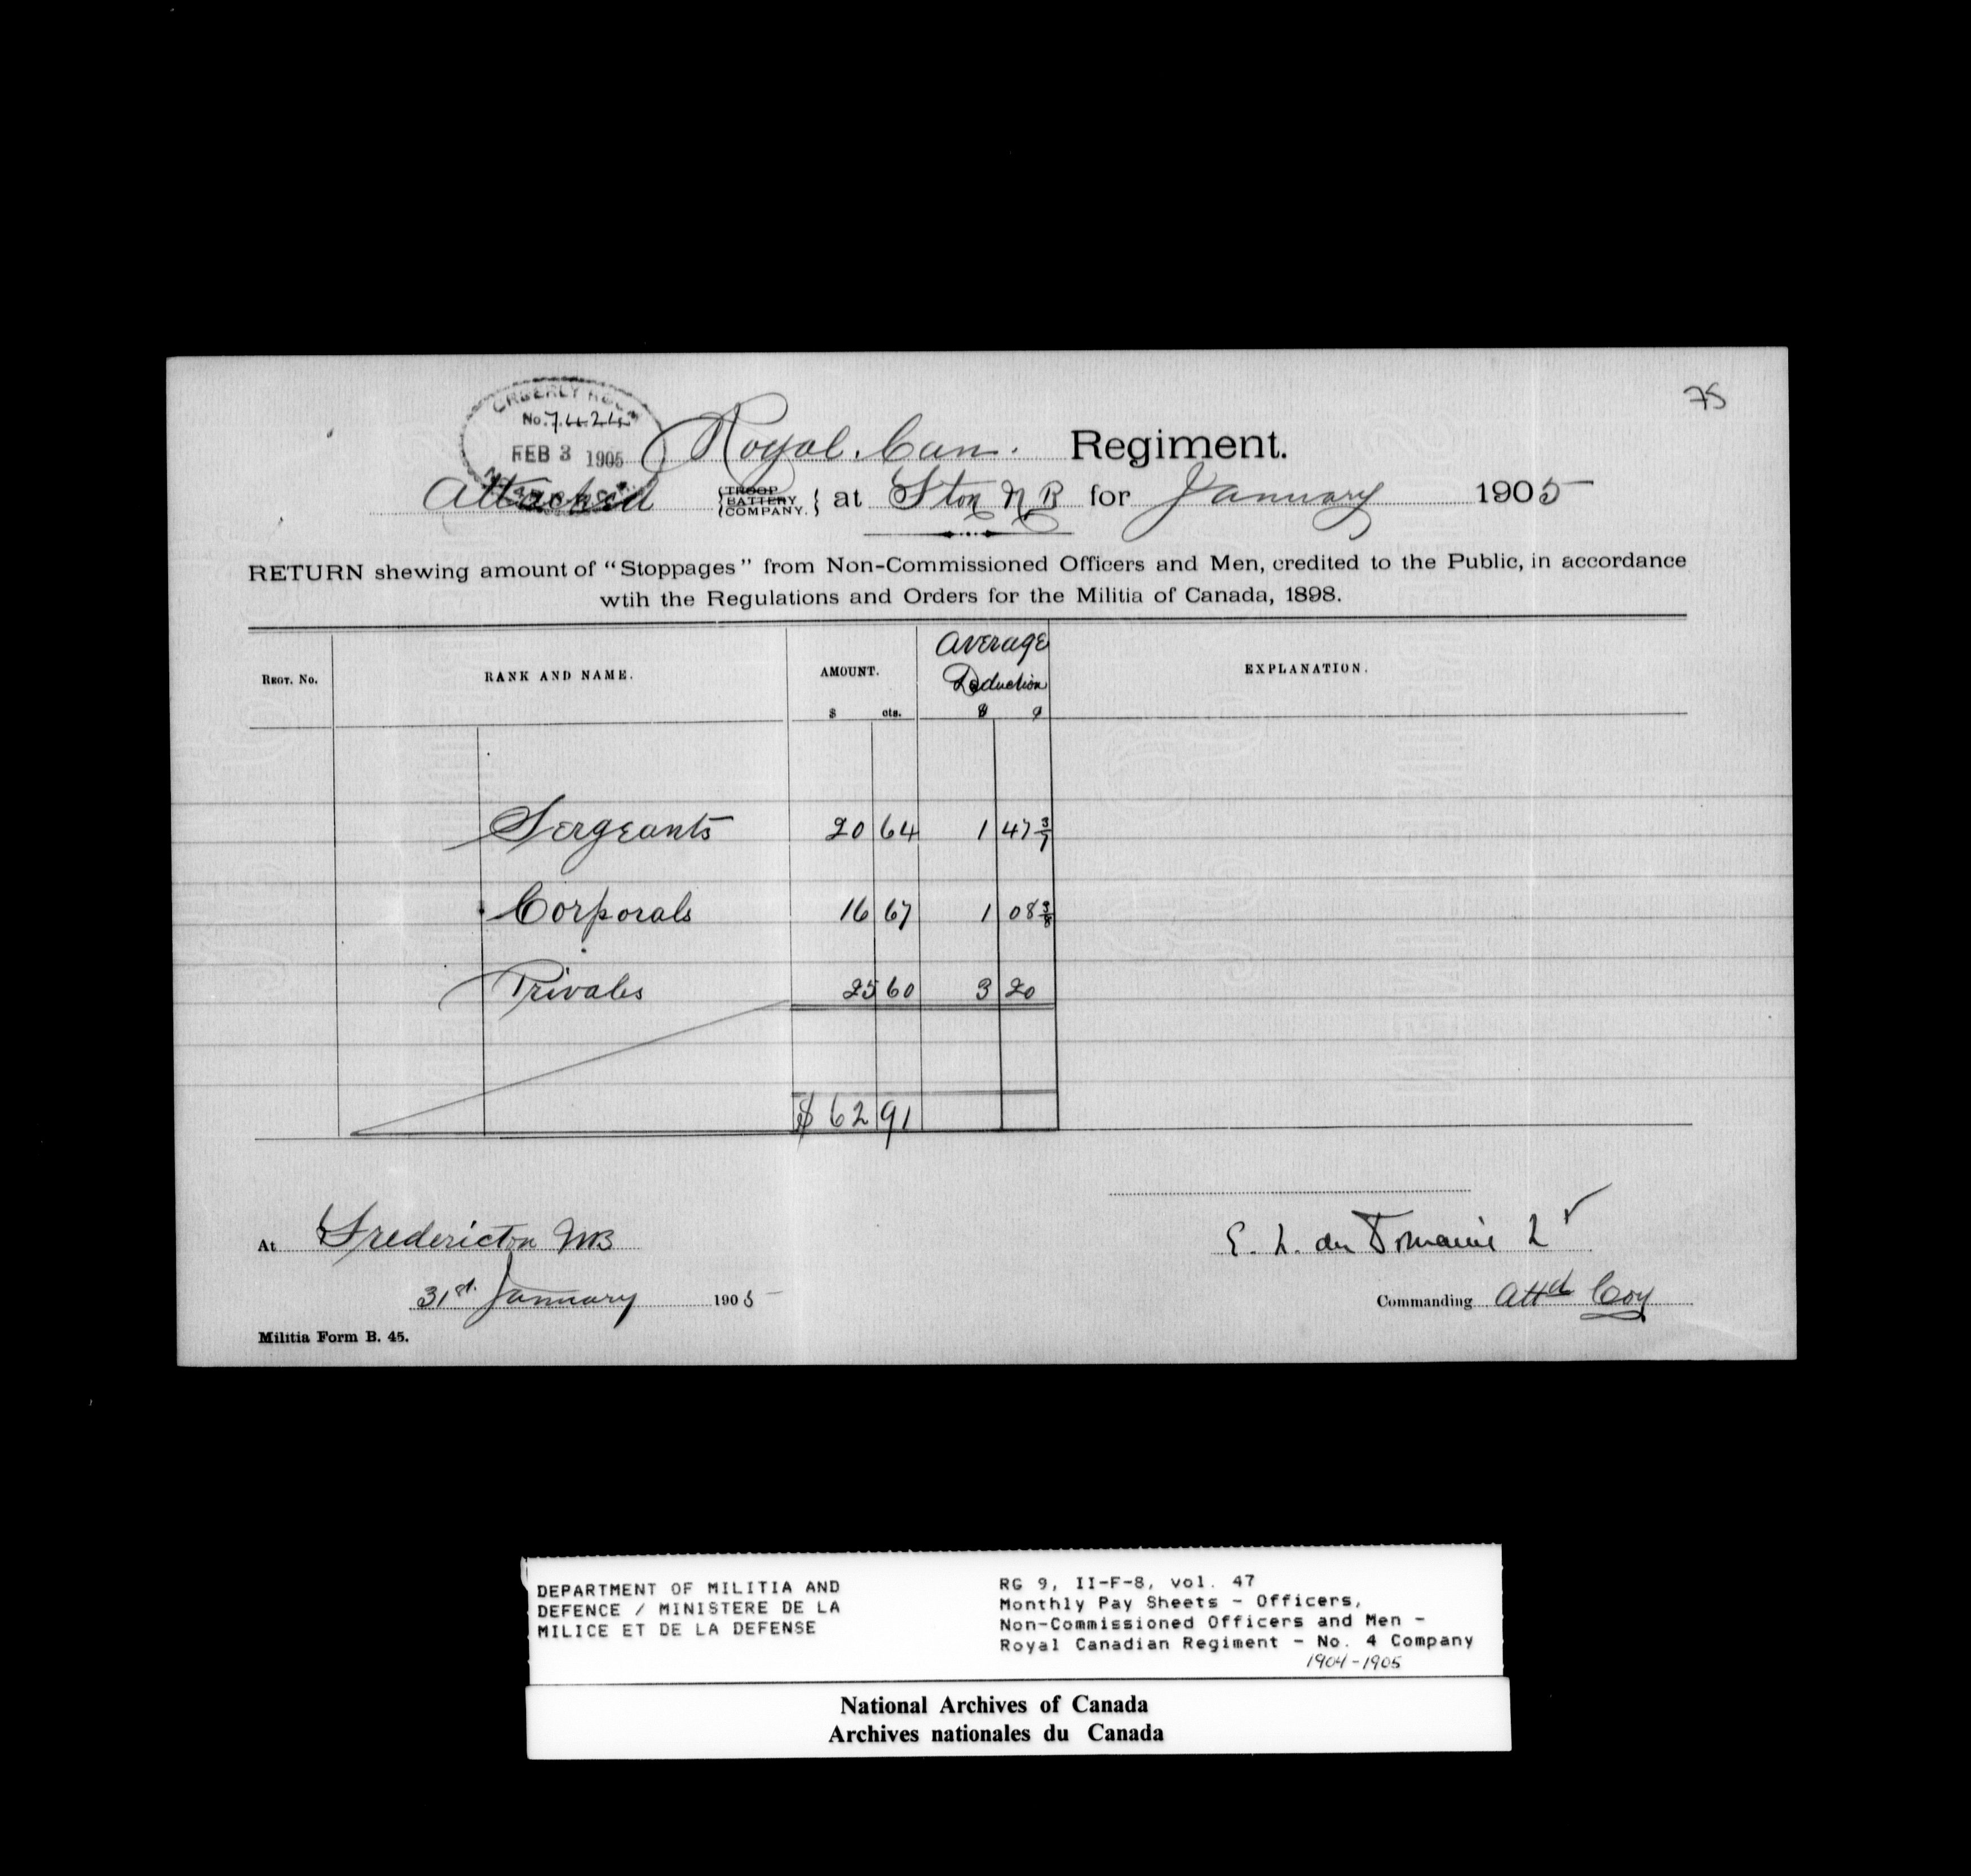 75
ORDERLY ROOM
No. 7.4.24
FEB 3 1905
Royal Can. Regiment.
Attached {TROOP BATTERY COMPANY.} at Fton N B for January 1905
RETURN shewing amount of "Stoppages" from Non-Commissioned Officers and Men, credited to the Public, in accordance
wtih the Regulations and Orders for the Militia of Canada, 1898.
REGT. NO. RANK AND NAME. AMOUNT. Average Deduction EXPLANATION.
$ cts. $ ¢
Sergeants 20 64 1 47 3/7
Corporals 16 67 1 08 3/8
Privates 25 60 3 20
$ 62 91
At Fredericton NB
E. L. du Domaine Lt
31st January 1905
Commanding Attd Coy
Militia Form B. 45.
DEPARTMENT OF MILITIA AND
DEFENCE / MINISTERE DE LA
MILICE ET DE LA DEFENSE
RG 9, II-F-8, vol. 47
Monthly Pay Sheets - Officers,
Non-Commissioned Officers and Men -
Royal Canadian Regiment - No. 4 Company
1904-1905
National Archives of Canada
Archives nationales du Canada